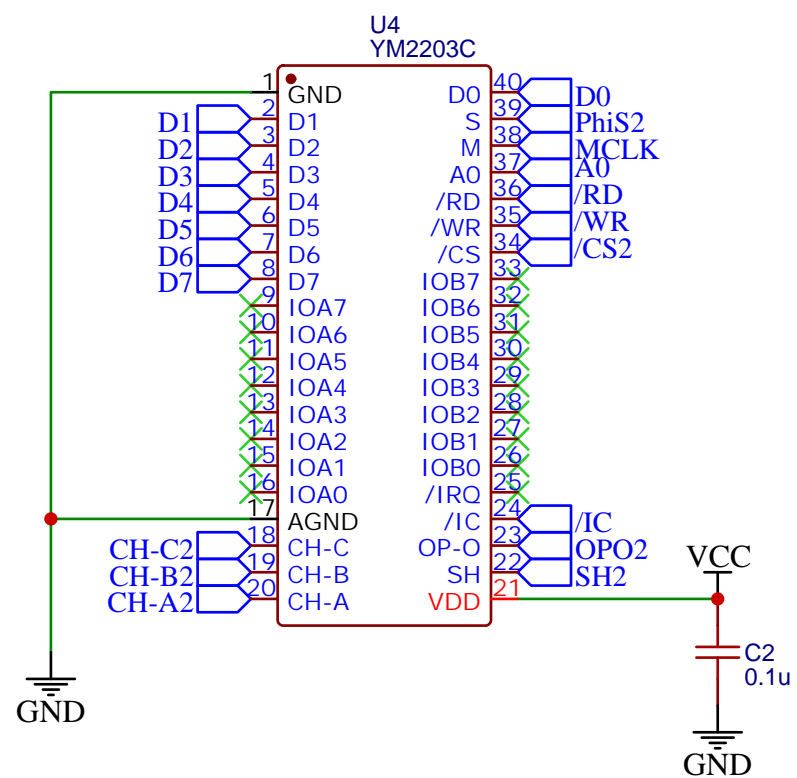 U4
YM2203C
1 GND D0 40 D0
D1 2 D1 S 39 PhiS2
D2 3 D2 M 38 MCLK
D3 4 D3 A0 37 A0
D4 5 D4 /RD 36 /RD
D5 6 D5 /WR 35 /WR
D6 7 D6 /CS 34 /CS2
D7 8 D7 IOB7 33
9 IOA7 IOB6 32
10 IOA6 IOB5 31
11 IOA5 IOB4 30
12 IOA4 IOB3 29
13 IOA3 IOB2 28
14 IOA2 IOB1 27
15 IOA1 IOB0 26
16 IOA0 /IRQ 25
17 AGND /IC 24 /IC
CH-C2 18 CH-C OP-O 23 OPO2
CH-B2 19 CH-B SH 22 SH2
CH-A2 20 CH-A VDD 21
VCC
C2
0.1u
GND
GND